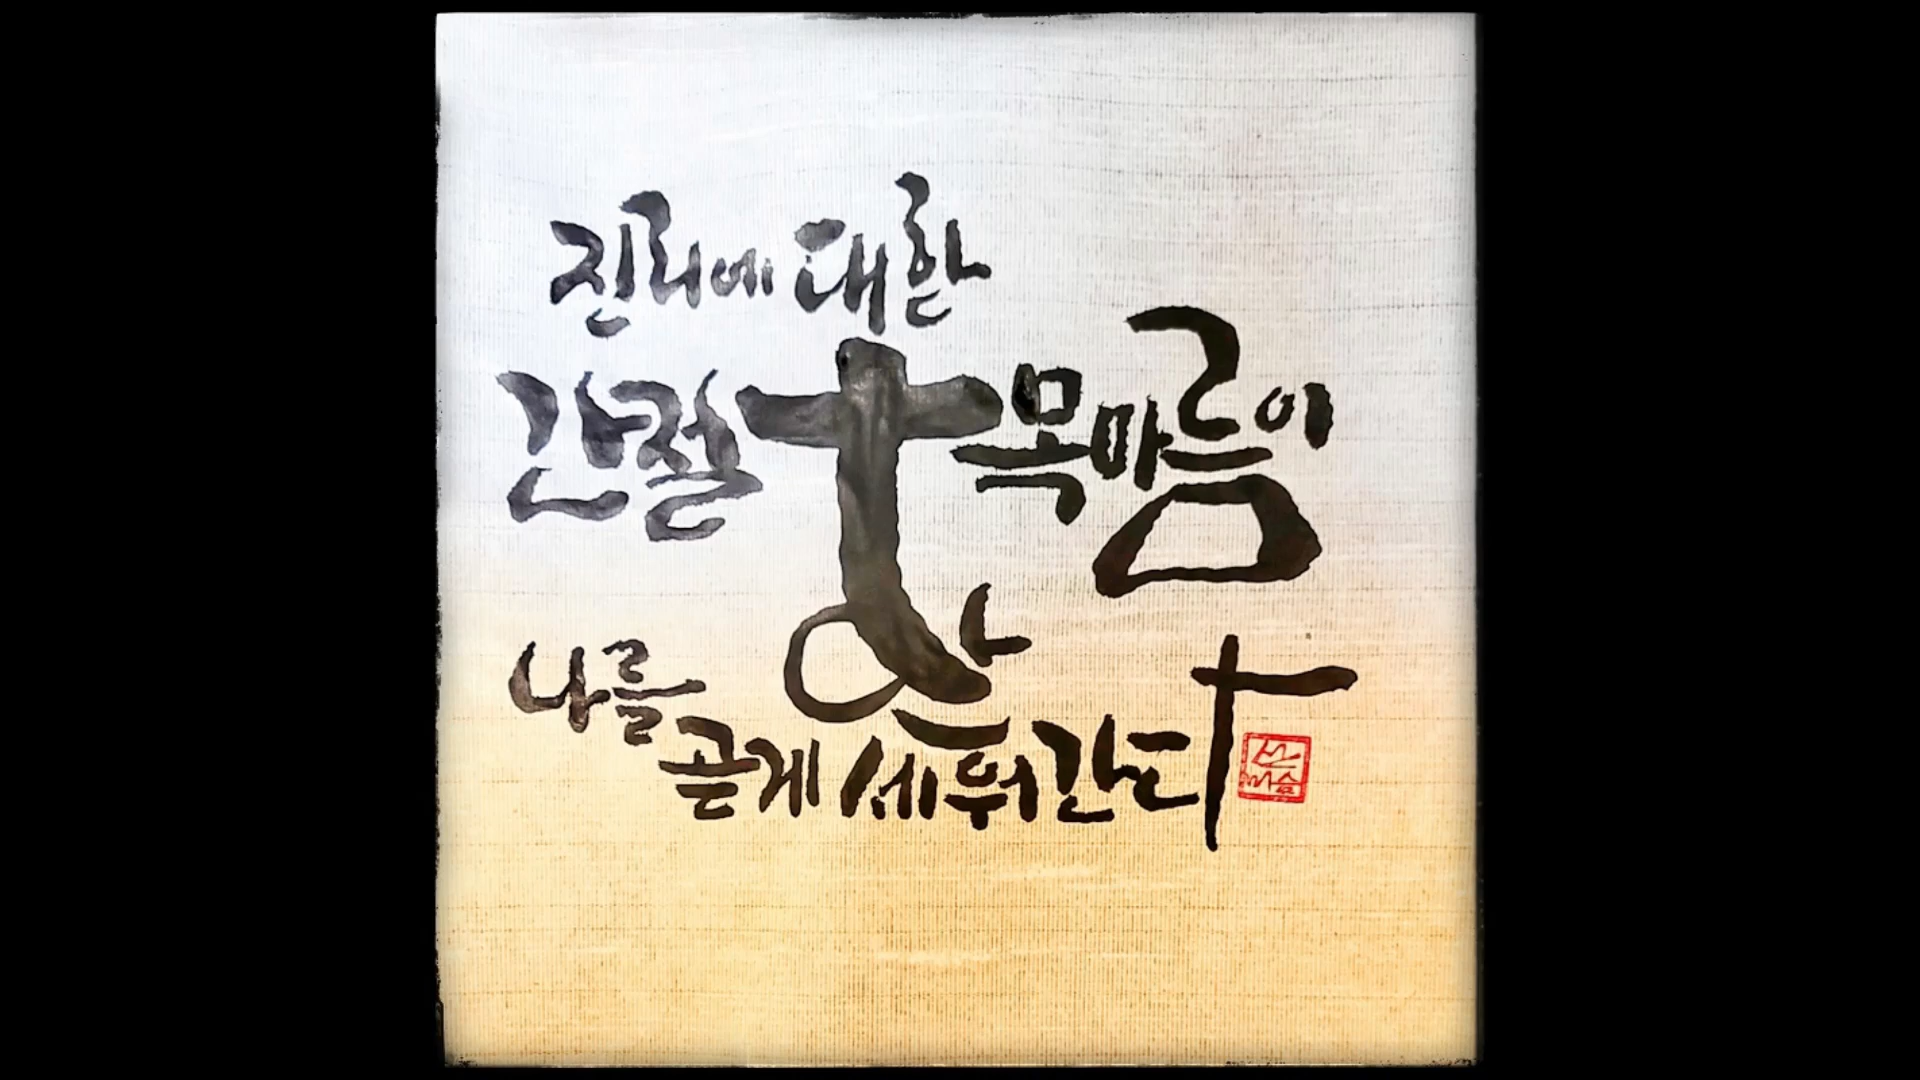 진리에 대한
간절한 목마름이
나를
곧게 세워간다